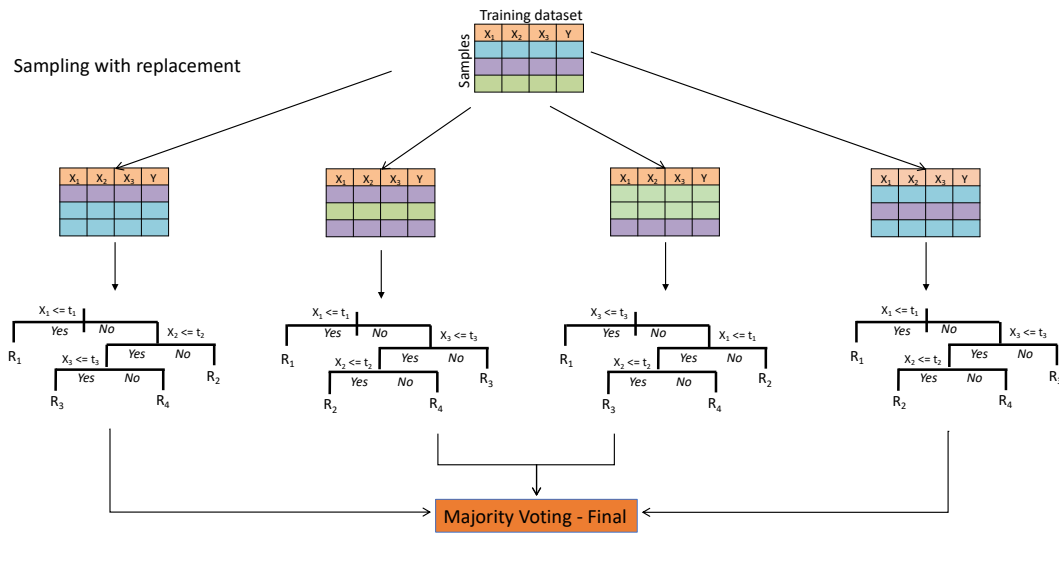 Training dataset
X₁ X₂ X₃ Y
Samples
Sampling with replacement
X₁ X₂ X₃ Y
X₁ X₂ X₃ Y
X₁ X₂ X₃ Y
X₁ X₂ X₃ Y
X₁ <= t₁
Yes No
X₂ <= t₂
R₁
Yes No
X₃ <= t₃
R₂
Yes No
R₃ R₄
X₁ <= t₁
Yes No
X₃ <= t₃
R₁
Yes No
X₂ <= t₂
R₃
Yes No
R₂ R₄
X₃ <= t₃
Yes No
X₁ <= t₁
R₁
Yes No
X₂ <= t₂
R₂
Yes No
R₃ R₄
X₁ <= t₁
Yes No
X₃ <= t₃
R₁
Yes No
X₂ <= t₂
R₃
Yes No
R₂ R₄
Majority Voting - Final